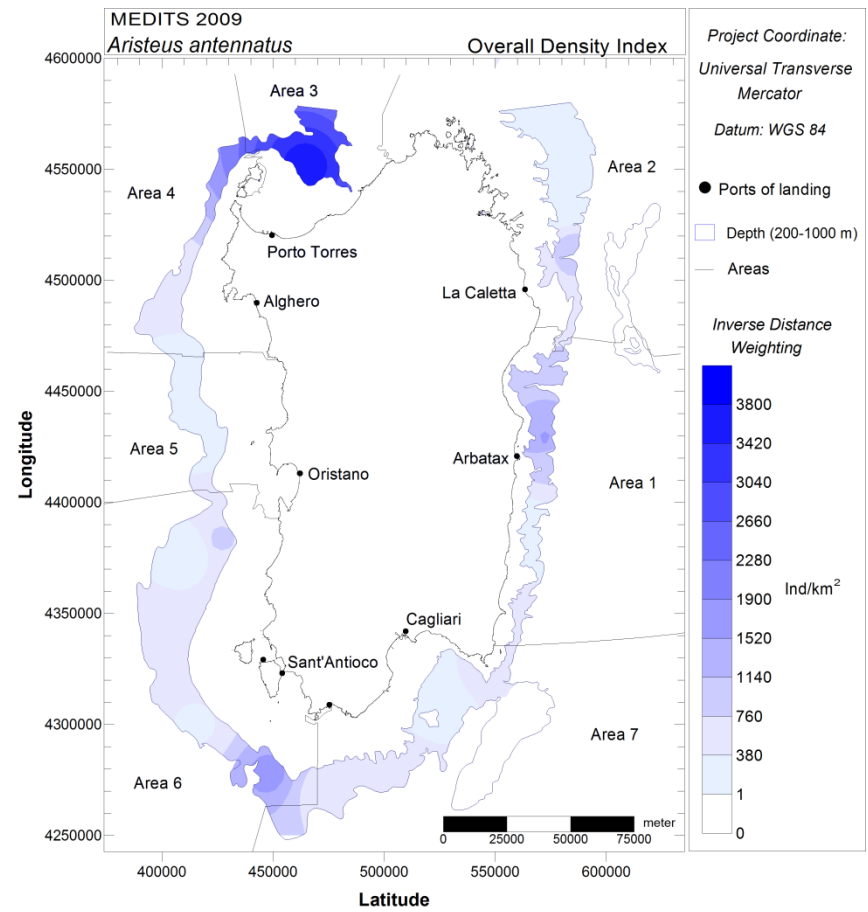 MEDITS 2009
Aristeus antennatus
Overall Density Index
4600000
4550000
4500000
4450000
4400000
4350000
4300000
4250000
Longitude
400000
450000
500000
550000
600000
Latitude
Area 3
Area 2
Area 4
Porto Torres
La Caletta
Alghero
Area 5
Oristano
Arbatax
Area 1
Cagliari
Sant'Antioco
Area 7
Area 6
meter
0
25000
50000
75000
Project Coordinate:
Universal Transverse
Mercator
Datum: WGS 84
Ports of landing
Depth (200-1000 m)
Areas
Inverse Distance
Weighting
3800
3420
3040
2660
2280
1900
1520
1140
760
380
1
0
Ind/km²